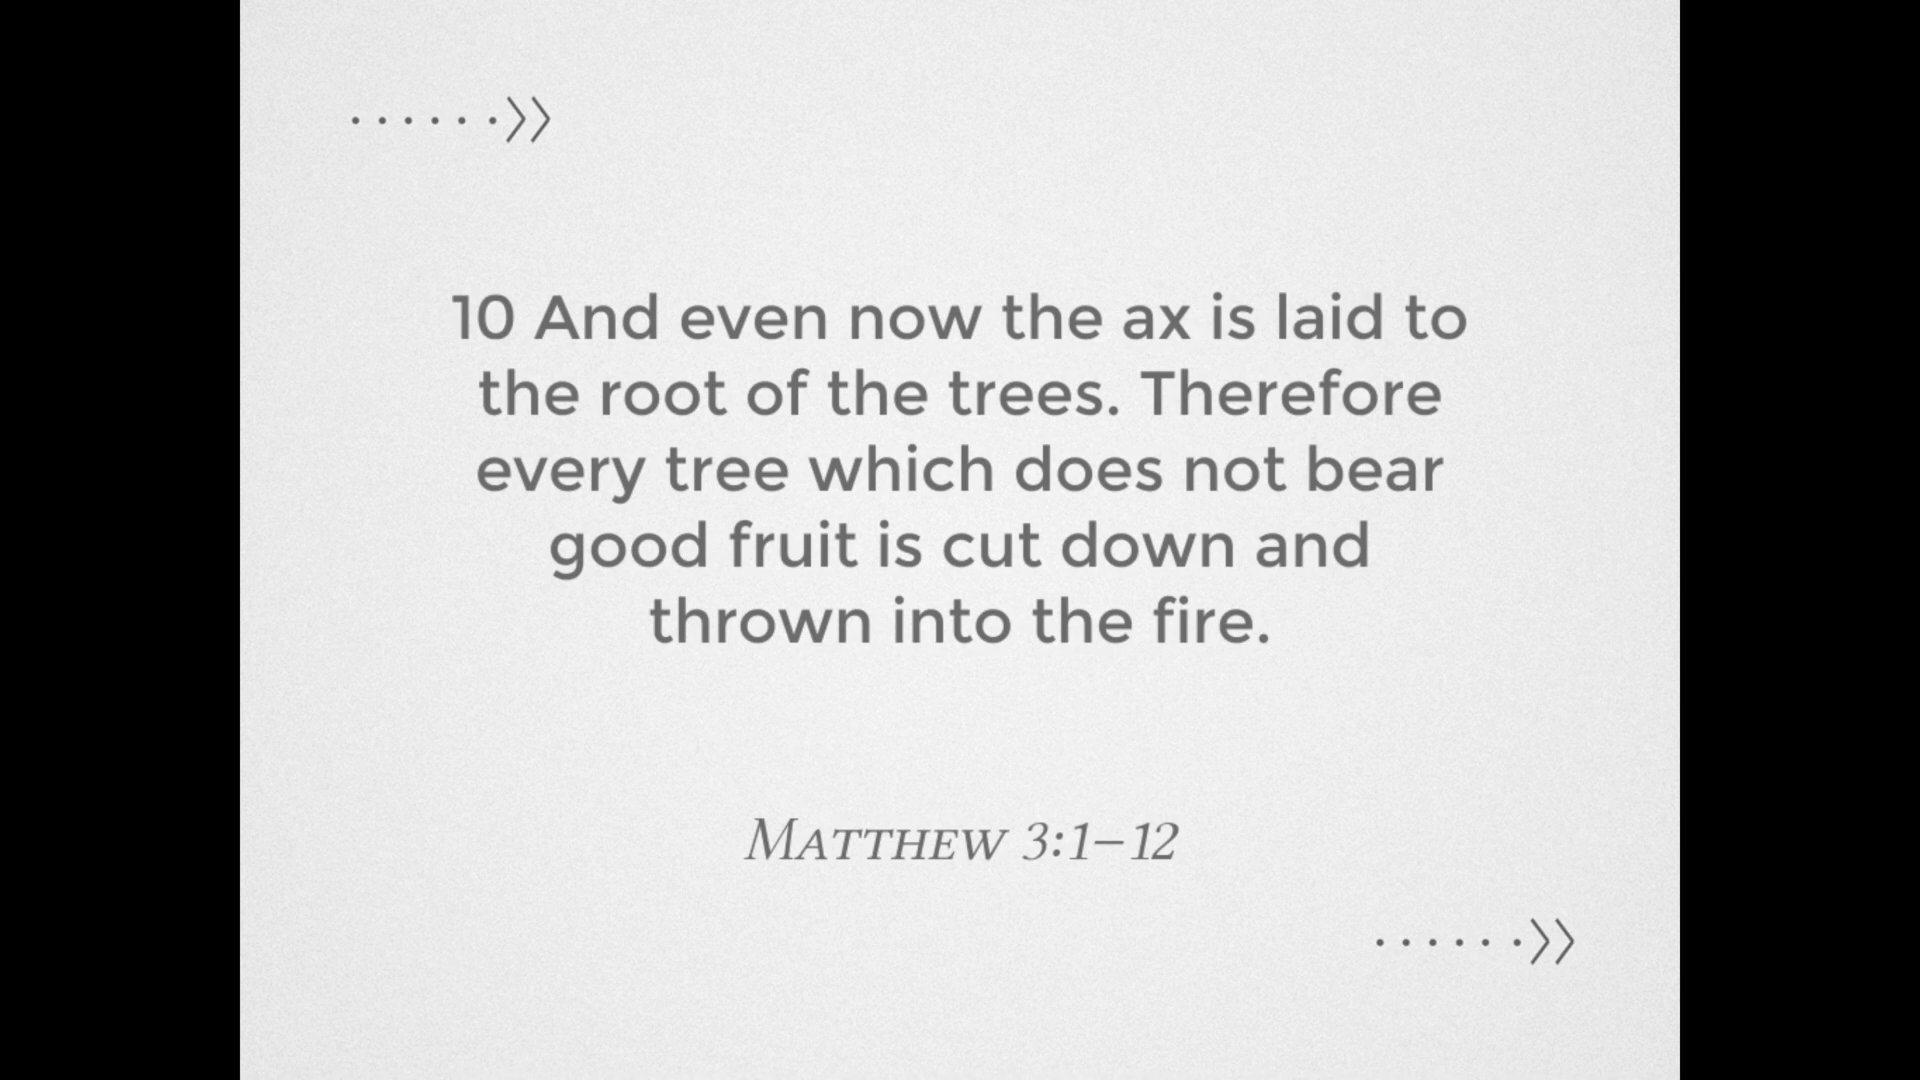 10 And even now the ax is laid to
the root of the trees. Therefore
every tree which does not bear
good fruit is cut down and
thrown into the fire.
Matthew 3:1–12